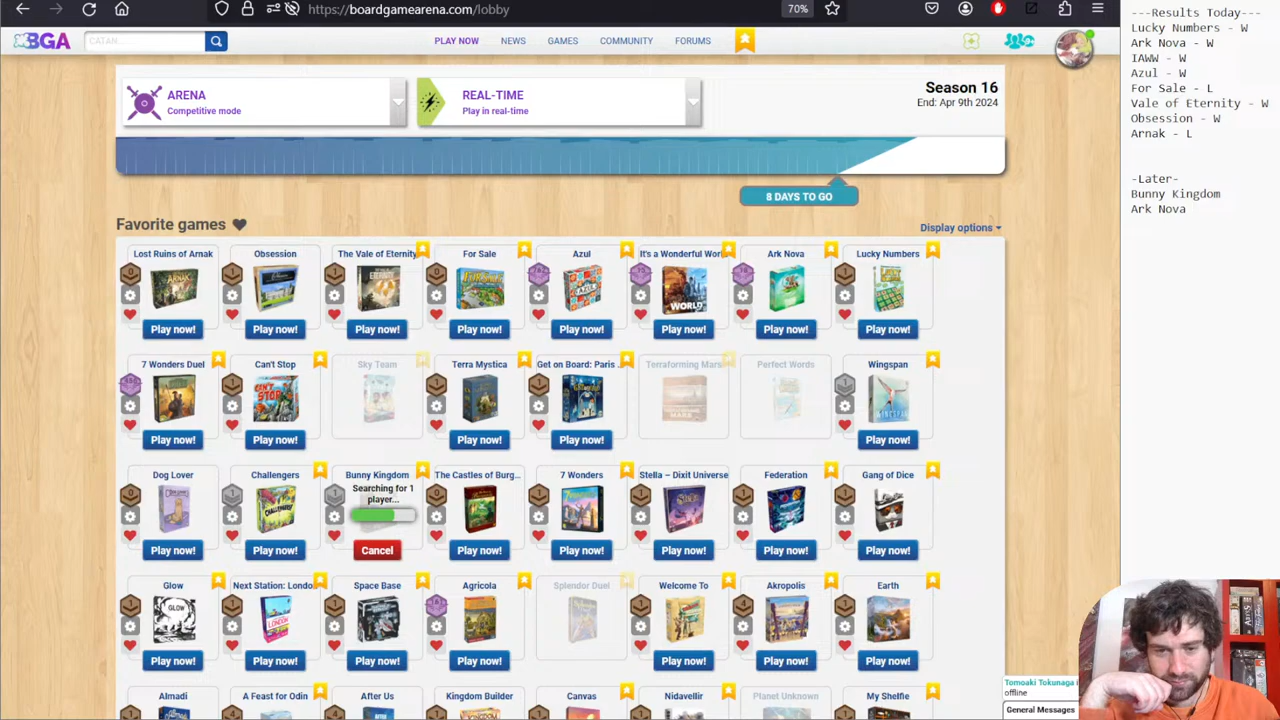 https://boardgamearena.com/lobby
70%
BGA
CATAN...
PLAY NOW
NEWS
GAMES
COMMUNITY
FORUMS
ARENA
Competitive mode
REAL-TIME
Play in real-time
Season 16
End: Apr 9th 2024
8 DAYS TO GO
Favorite games
Display options
Lost Ruins of Arnak
Obsession
The Vale of Eternity
For Sale
Azul
It's a Wonderful Worl
Ark Nova
Lucky Numbers
Play now!
Play now!
Play now!
Play now!
Play now!
Play now!
Play now!
Play now!
7 Wonders Duel
Can't Stop
Sky Team
Terra Mystica
Get on Board: Paris
Terraforming Mars
Perfect Words
Wingspan
Play now!
Play now!
Play now!
Play now!
Play now!
Dog Lover
Challengers
Bunny Kingdom
The Castles of Burg...
7 Wonders
Stella – Dixit Universe
Federation
Gang of Dice
Searching for 1
player...
Play now!
Play now!
Cancel
Play now!
Play now!
Play now!
Play now!
Play now!
Glow
Next Station: Londo
Space Base
Agricola
Splendor Duel
Welcome To
Akropolis
Earth
Play now!
Play now!
Play now!
Play now!
Play now!
Play now!
Play now!
Almadi
A Feast for Odin
After Us
Kingdom Builder
Canvas
Nidavellir
Planet Unknown
My Shelfie
---Results Today---
Lucky Numbers - W
Ark Nova - W
IAWW - W
Azul - W
For Sale - L
Vale of Eternity - W
Obsession - W
Arnak - L
-Later-
Bunny Kingdom
Ark Nova
Tomoaki Tokunaga
offline
General Messages